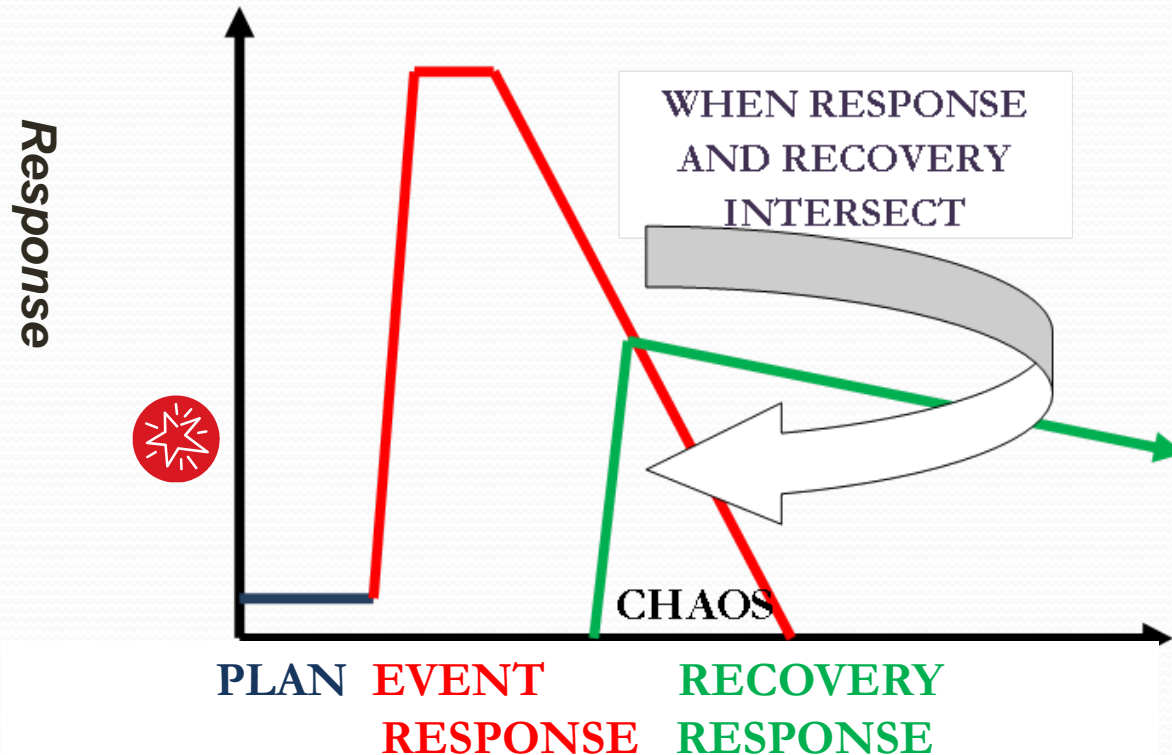 Response
WHEN RESPONSE
AND RECOVERY
INTERSECT
CHAOS
PLAN EVENT RECOVERY
RESPONSE RESPONSE